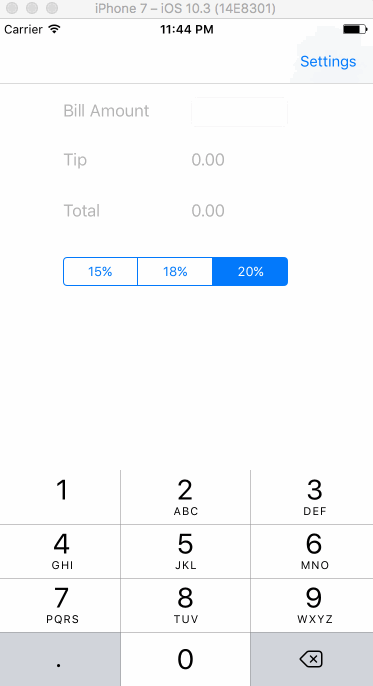 iPhone 7 – iOS 10.3 (14E8301)
Carrier 11:44 PM
Settings
Bill Amount
Tip 0.00
Total 0.00
15% 18% 20%
1 2 3
ABC DEF
4 5 6
GHI JKL MNO
7 8 9
PQRS TUV WXYZ
. 0